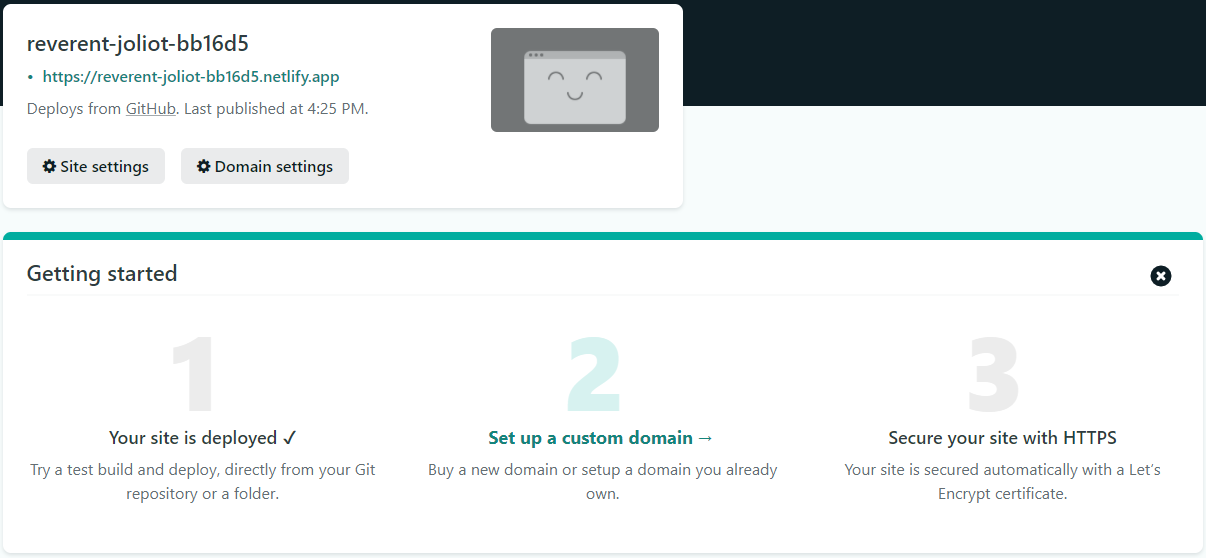 reverent-joliot-bb16d5
• https://reverent-joliot-bb16d5.netlify.app
Deploys from GitHub. Last published at 4:25 PM.
Site settings
Domain settings
Getting started
1
Your site is deployed ✓
Try a test build and deploy, directly from your Git
repository or a folder.
2
Set up a custom domain →
Buy a new domain or setup a domain you already
own.
3
Secure your site with HTTPS
Your site is secured automatically with a Let’s
Encrypt certificate.